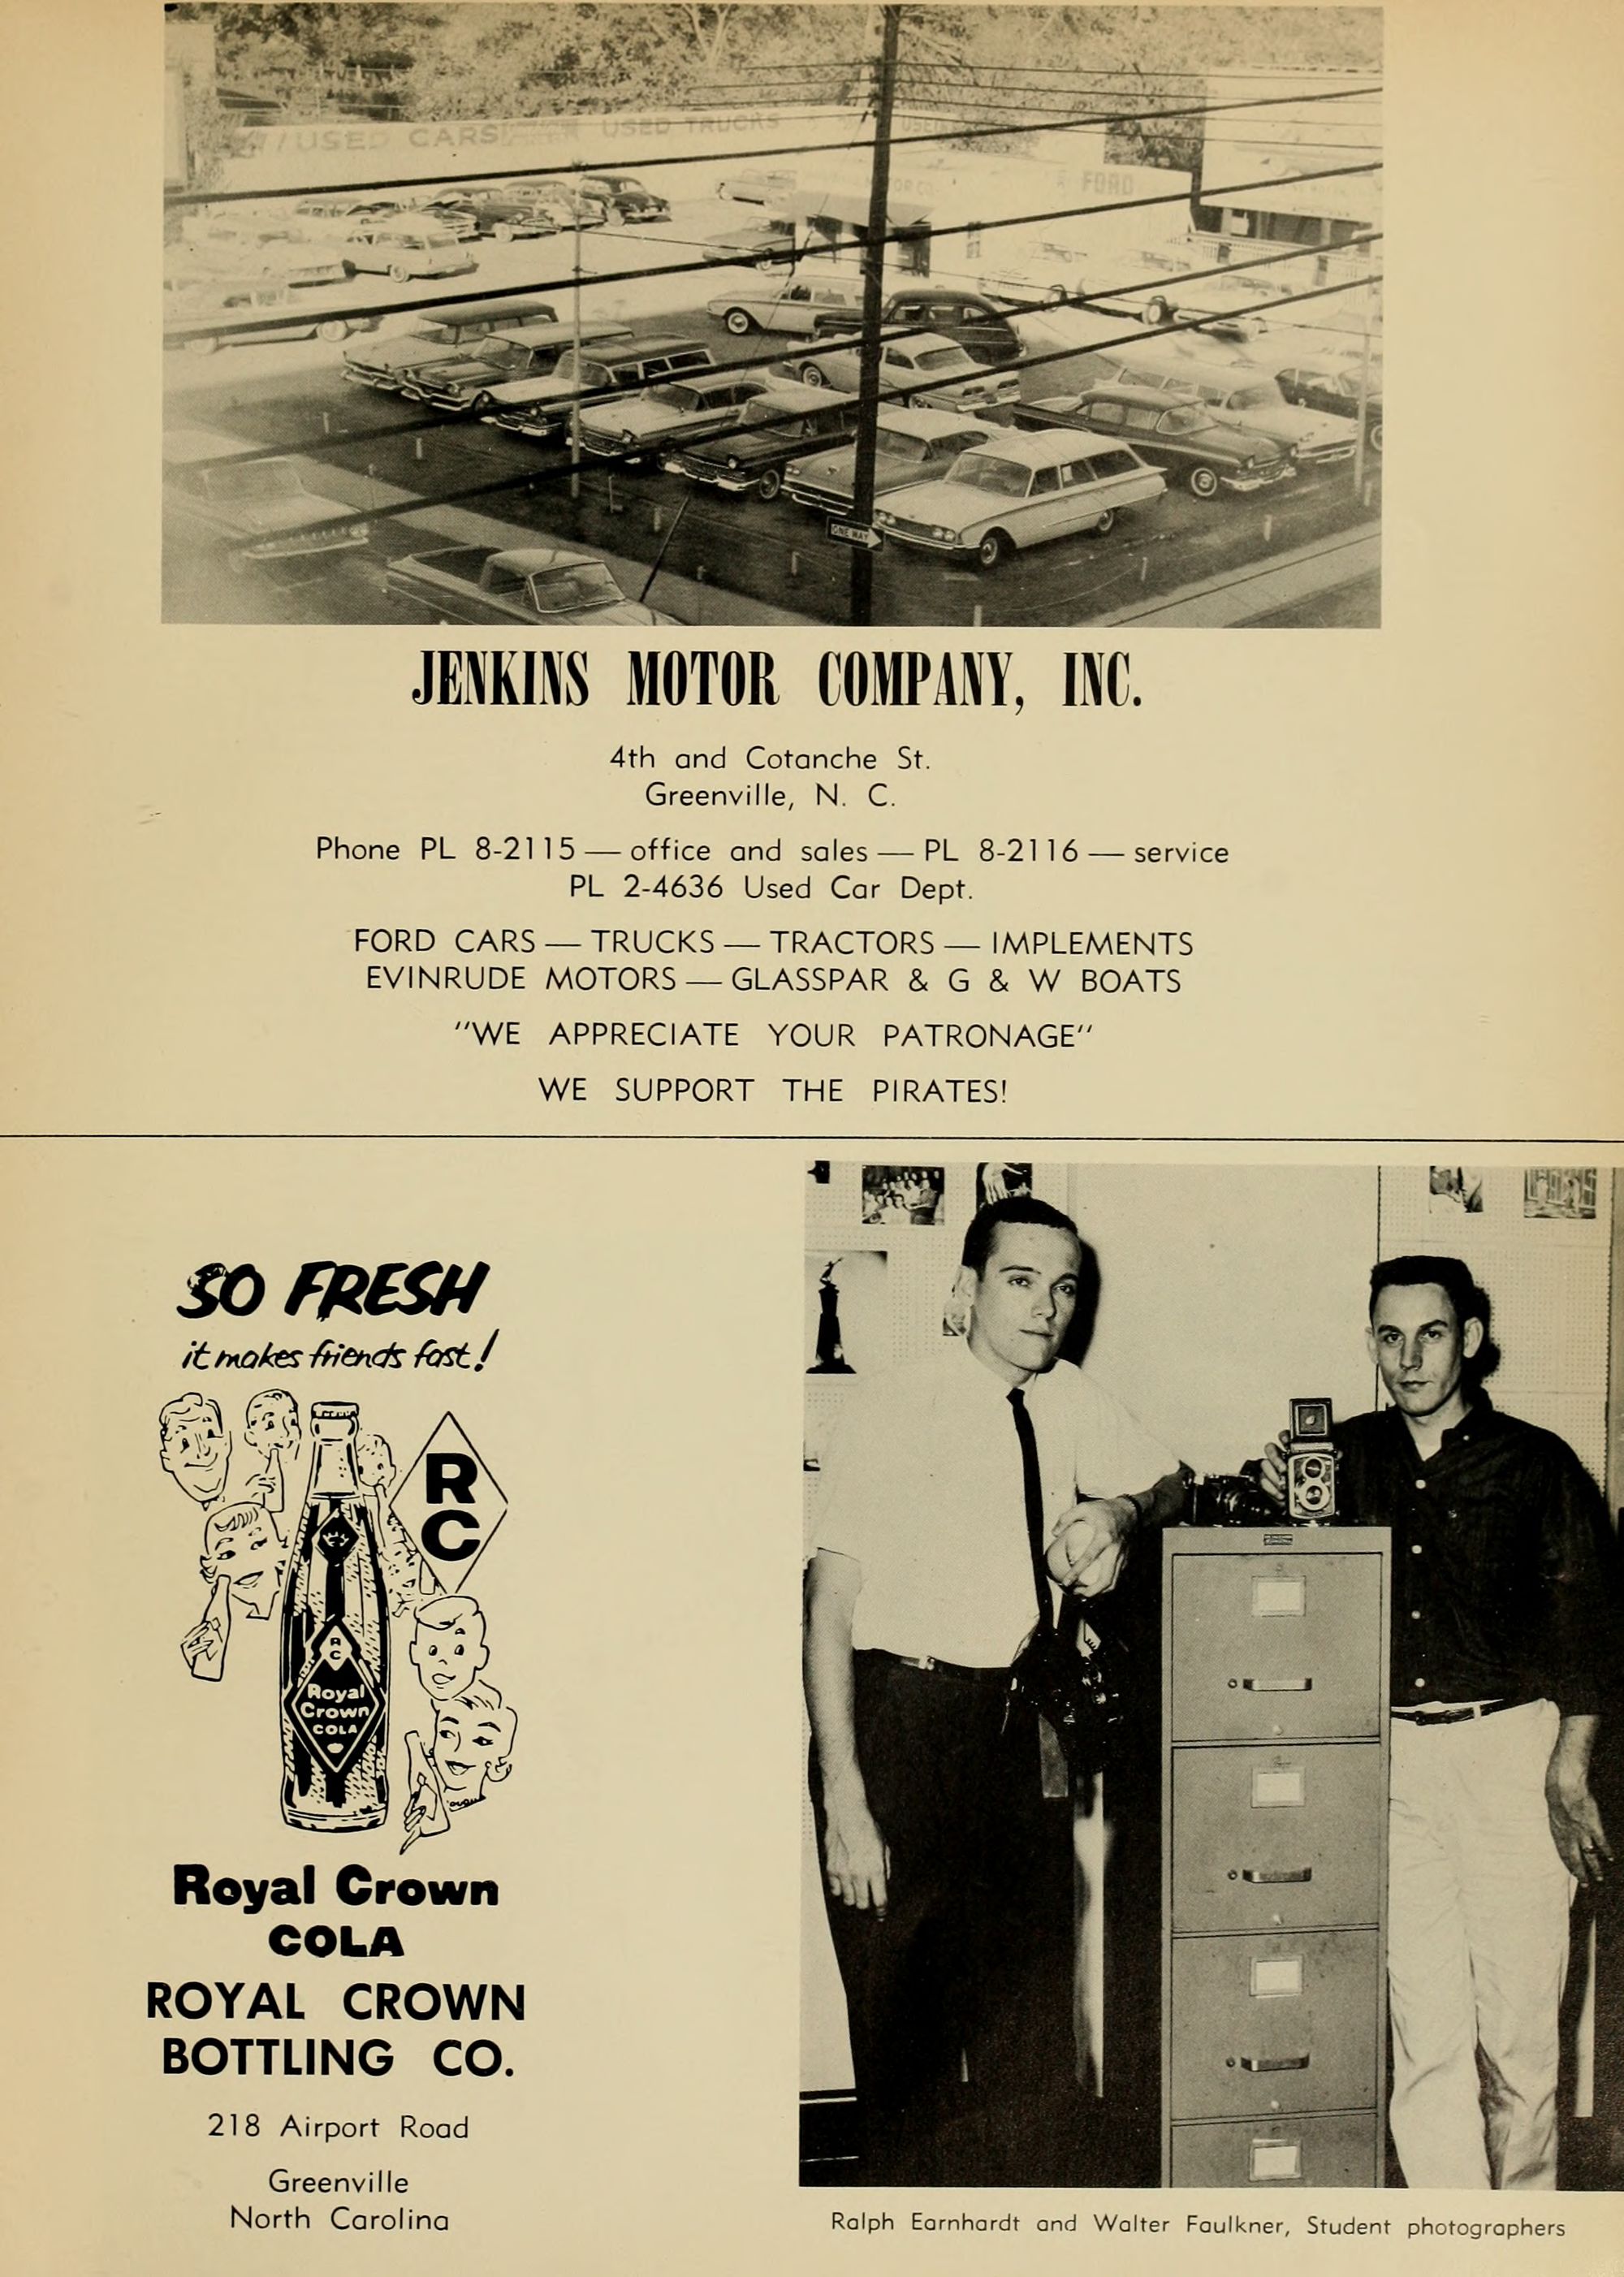 USED CARS
USED TRUCKS
USED
FORD
ONE WAY
JENKINS MOTOR COMPANY, INC.
4th and Cotanche St.
Greenville, N. C.
Phone PL 8-2115 — office and sales — PL 8-2116 — service
PL 2-4636 Used Car Dept.
FORD CARS — TRUCKS — TRACTORS — IMPLEMENTS
EVINRUDE MOTORS — GLASSPAR & G & W BOATS
"WE APPRECIATE YOUR PATRONAGE"
WE SUPPORT THE PIRATES!
SO FRESH
it makes friends fast!
R
C
R
C
Royal
Crown
COLA
Royal Crown
COLA
ROYAL CROWN
BOTTLING CO.
218 Airport Road
Greenville
North Carolina
Ralph Earnhardt and Walter Faulkner, Student photographers